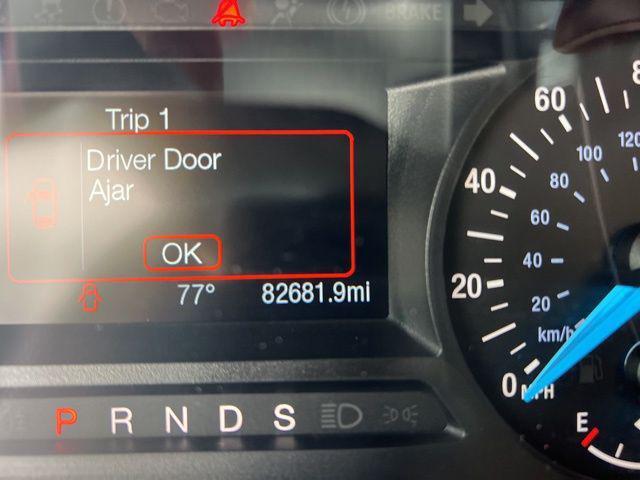 BRAKE
Trip 1
Driver Door
Ajar
OK
77° 82681.9mi
P R N D S
60 8
40
20
0 MPH
120
100
80
60
40
20
km/h
E